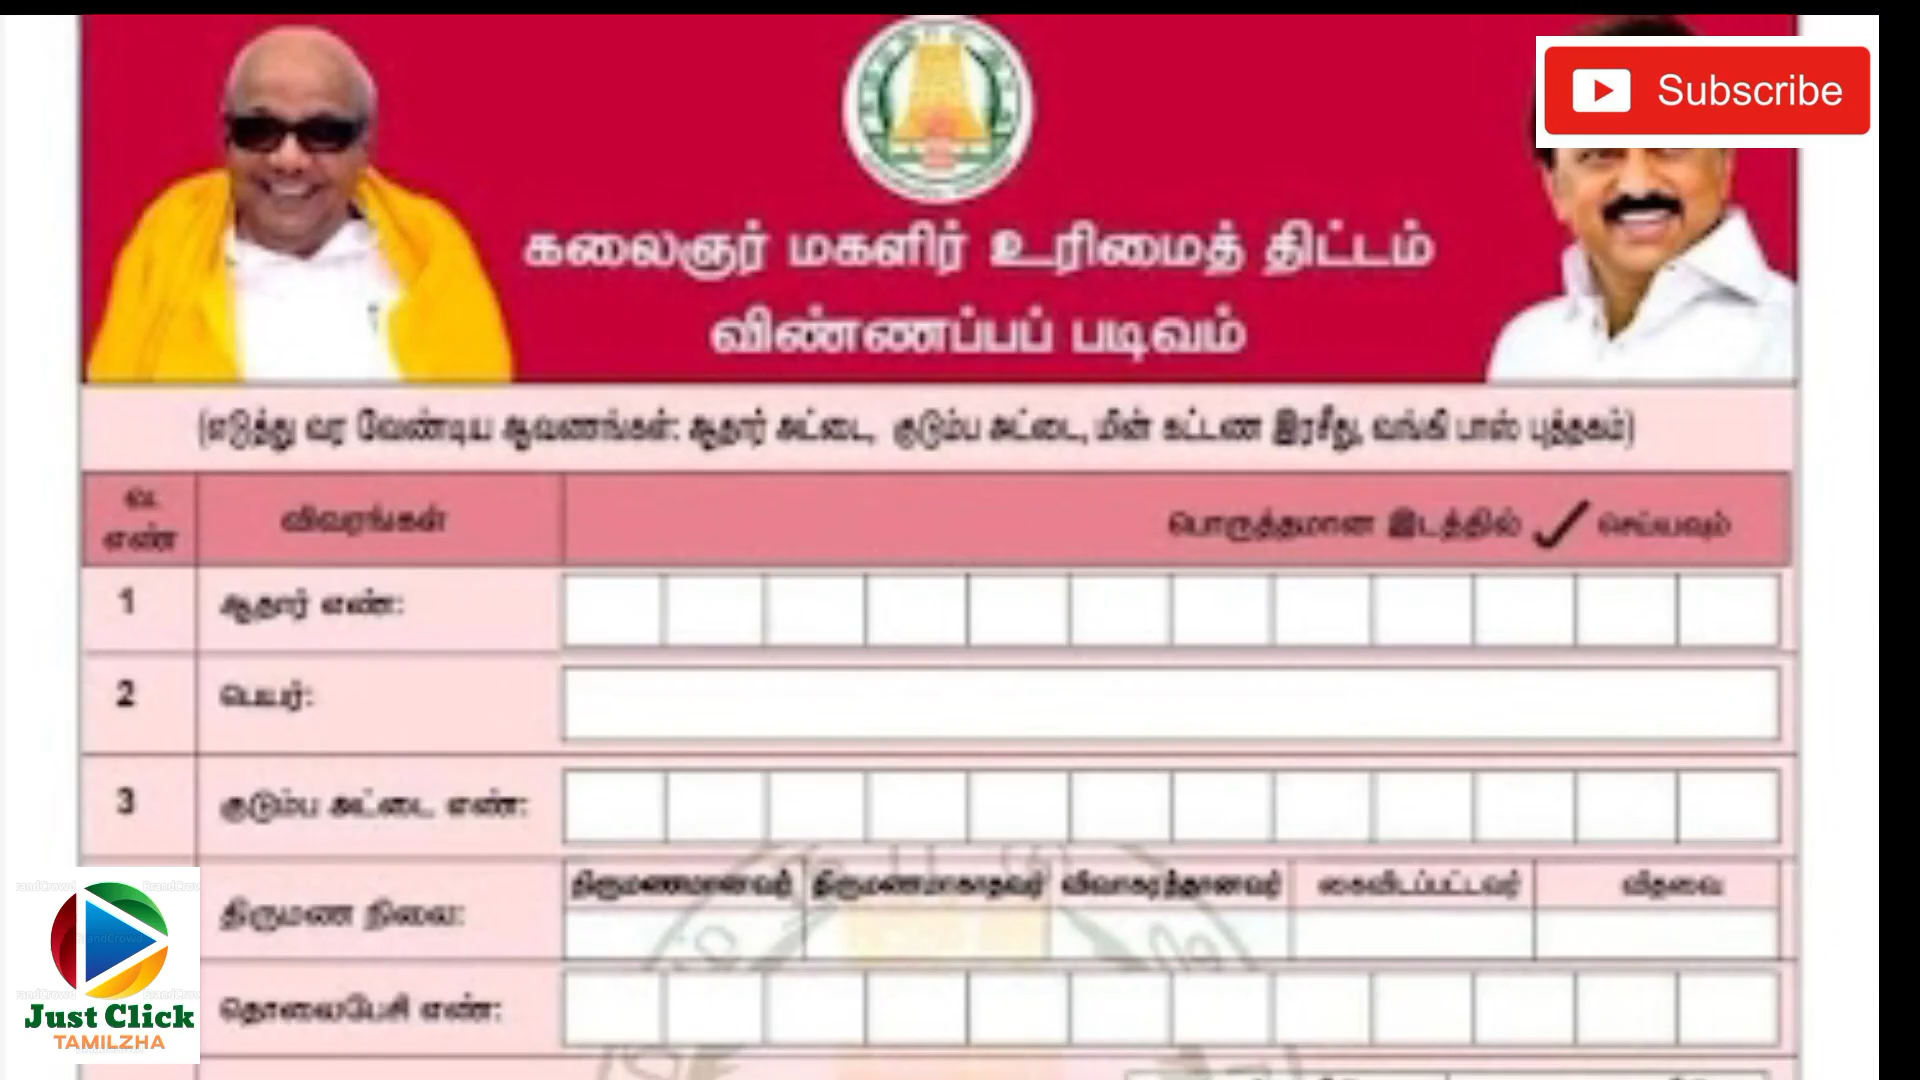 Subscribe
கலைஞர் மகளிர் உரிமைத் திட்டம்
விண்ணப்பப் படிவம்
(எடுத்து வர வேண்டிய ஆவணங்கள்: ஆதார் அட்டை, குடும்ப அட்டை, மின் கட்டண இரசீது, வங்கி பாஸ் புத்தகம்)
வ. எண் விவரங்கள் பொருத்தமான இடத்தில் ✓ செய்யவும்
1 ஆதார் எண்:
2 பெயர்:
3 குடும்ப அட்டை எண்:
திருமண நிலை: திருமணமானவர் திருமணமாகாதவர் விவாகரத்தானவர் கைவிடப்பட்டவர் விதவை
தொலைபேசி எண்:
Just Click
TAMILZHA